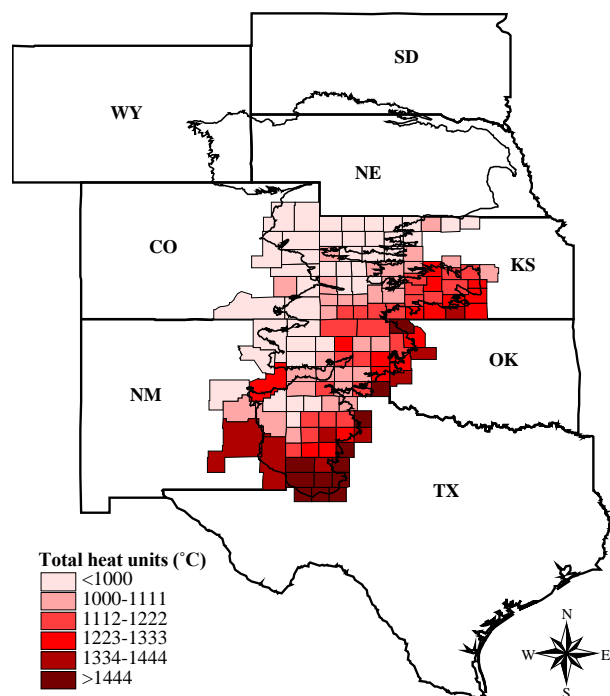 SD
WY
NE
CO
KS
OK
NM
TX
Total heat units (˚C)
<1000
1000-1111
1112-1222
1223-1333
1334-1444
>1444
N
W E
S